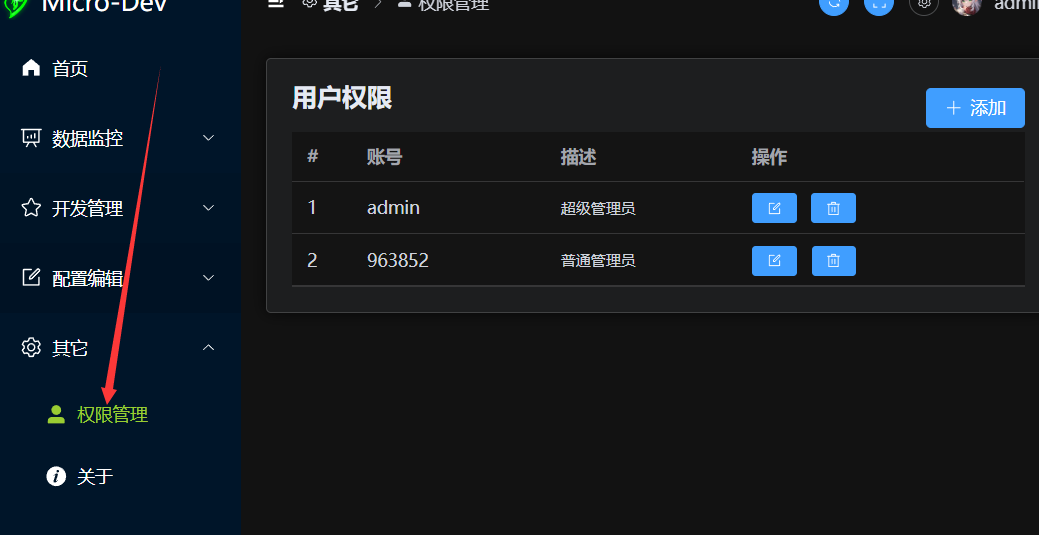 Micro-Dev
首页
数据监控
开发管理
配置编辑
其它
权限管理
关于
其它 > 权限管理
admin
用户权限
添加
# 账号 描述 操作
1 admin 超级管理员
2 963852 普通管理员